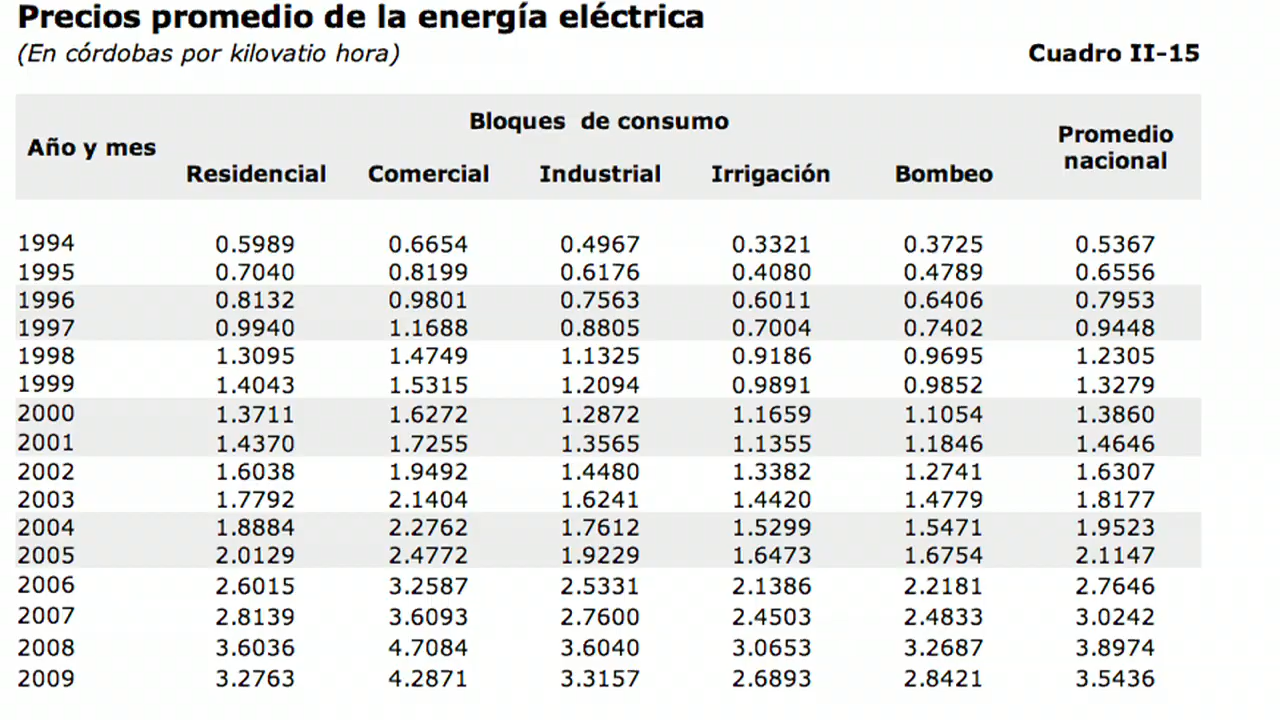 Precios promedio de la energía eléctrica
(En córdobas por kilovatio hora) Cuadro II-15
Año y mes Bloques de consumo Promedio nacional
Residencial Comercial Industrial Irrigación Bombeo
1994 0.5989 0.6654 0.4967 0.3321 0.3725 0.5367
1995 0.7040 0.8199 0.6176 0.4080 0.4789 0.6556
1996 0.8132 0.9801 0.7563 0.6011 0.6406 0.7953
1997 0.9940 1.1688 0.8805 0.7004 0.7402 0.9448
1998 1.3095 1.4749 1.1325 0.9186 0.9695 1.2305
1999 1.4043 1.5315 1.2094 0.9891 0.9852 1.3279
2000 1.3711 1.6272 1.2872 1.1659 1.1054 1.3860
2001 1.4370 1.7255 1.3565 1.1355 1.1846 1.4646
2002 1.6038 1.9492 1.4480 1.3382 1.2741 1.6307
2003 1.7792 2.1404 1.6241 1.4420 1.4779 1.8177
2004 1.8884 2.2762 1.7612 1.5299 1.5471 1.9523
2005 2.0129 2.4772 1.9229 1.6473 1.6754 2.1147
2006 2.6015 3.2587 2.5331 2.1386 2.2181 2.7646
2007 2.8139 3.6093 2.7600 2.4503 2.4833 3.0242
2008 3.6036 4.7084 3.6040 3.0653 3.2687 3.8974
2009 3.2763 4.2871 3.3157 2.6893 2.8421 3.5436